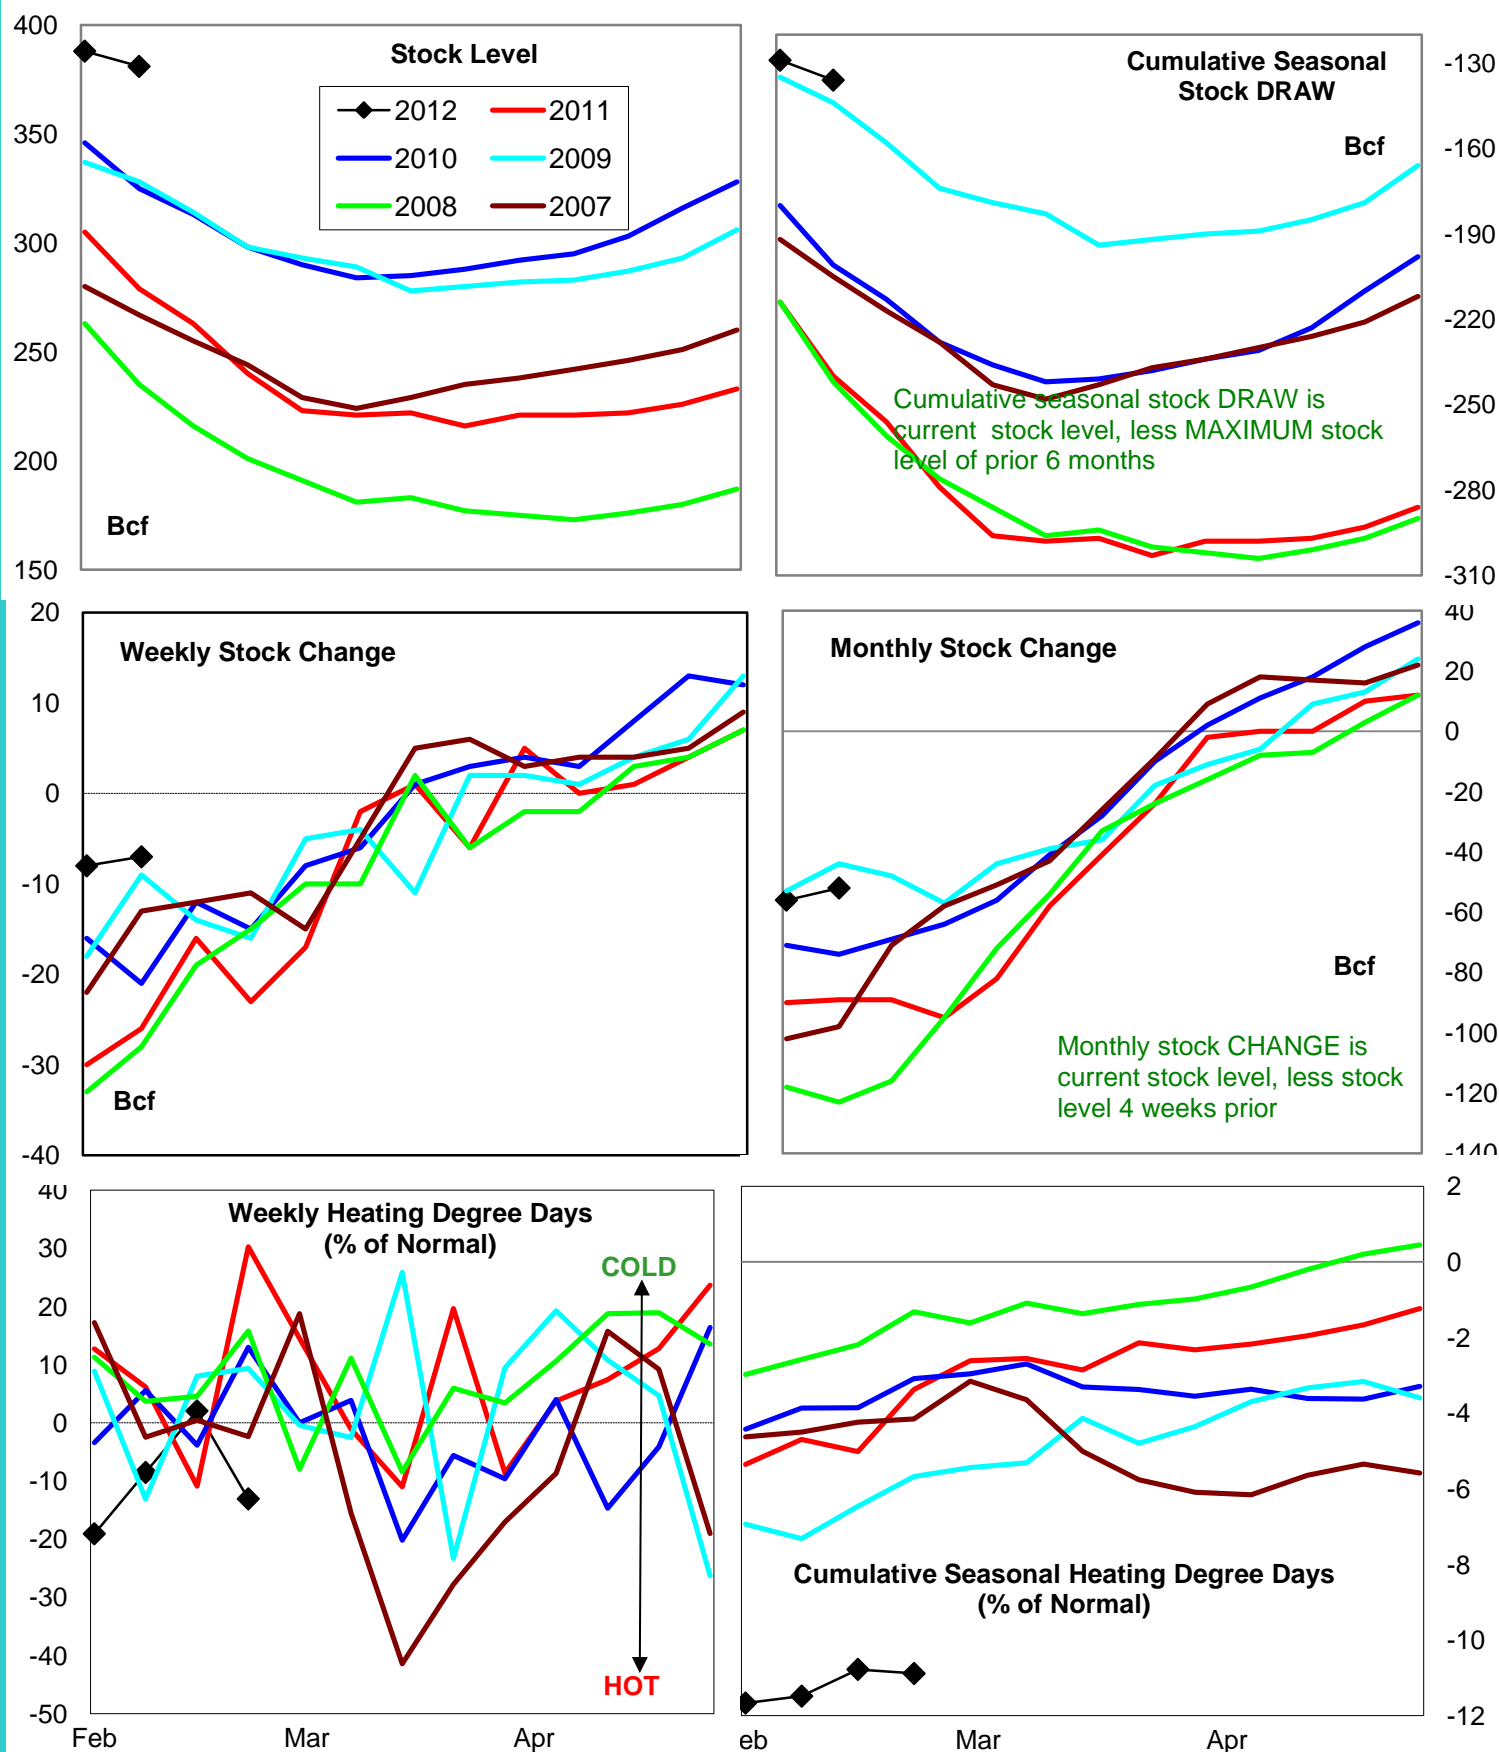 400
350
300
250
200
150
Stock Level
2012
2011
2010
2009
2008
2007
Bcf
Cumulative Seasonal
Stock DRAW
Bcf
Cumulative seasonal stock DRAW is
current stock level, less MAXIMUM stock
level of prior 6 months
-130
-160
-190
-220
-250
-280
-310
20
10
0
-10
-20
-30
-40
Weekly Stock Change
Bcf
Monthly Stock Change
Bcf
Monthly stock CHANGE is
current stock level, less stock
level 4 weeks prior
40
20
0
-20
-40
-60
-80
-100
-120
-140
40
30
20
10
0
-10
-20
-30
-40
-50
Weekly Heating Degree Days
(% of Normal)
COLD
HOT
Feb
Mar
Apr
Cumulative Seasonal Heating Degree Days
(% of Normal)
2
0
-2
-4
-6
-8
-10
-12
eb
Mar
Apr